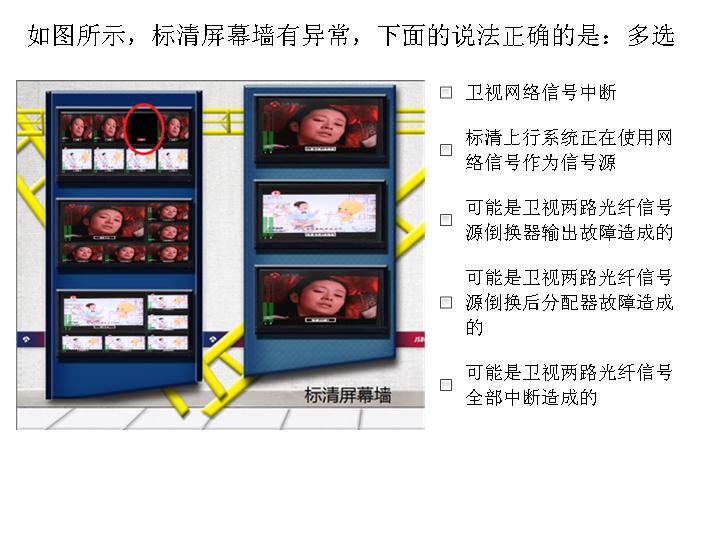 如图所示，标清屏幕墙有异常，下面的说法正确的是：多选
卫视网络信号中断
标清上行系统正在使用网
络信号作为信号源
可能是卫视两路光纤信号
源倒换器输出故障造成的
可能是卫视两路光纤信号
源倒换后分配器故障造成
的
可能是卫视两路光纤信号
全部中断造成的
标清屏幕墙